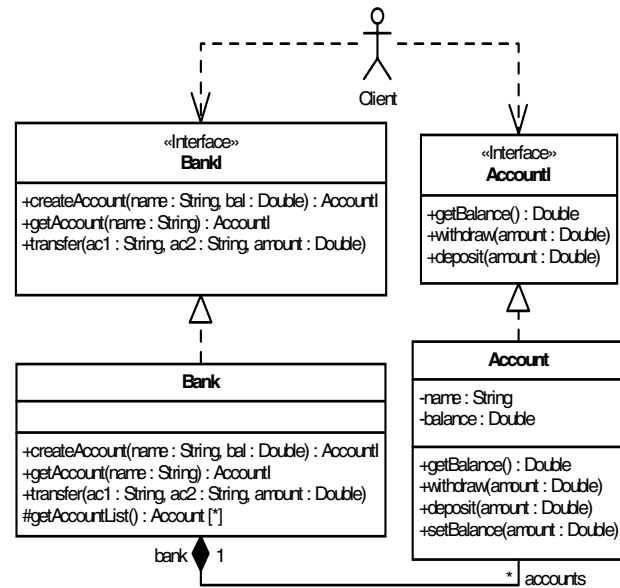 Client
«Interface»
BankI
+createAccount(name : String, bal : Double) : AccountI
+getAccount(name : String) : AccountI
+transfer(ac1 : String, ac2 : String, amount : Double)
«Interface»
AccountI
+getBalance() : Double
+withdraw(amount : Double)
+deposit(amount : Double)
Bank
+createAccount(name : String, bal : Double) : AccountI
+getAccount(name : String) : AccountI
+transfer(ac1 : String, ac2 : String, amount : Double)
#getAccountList() : Account [*]
Account
-name : String
-balance : Double
+getBalance() : Double
+withdraw(amount : Double)
+deposit(amount : Double)
+setBalance(amount : Double)
bank 1
* accounts